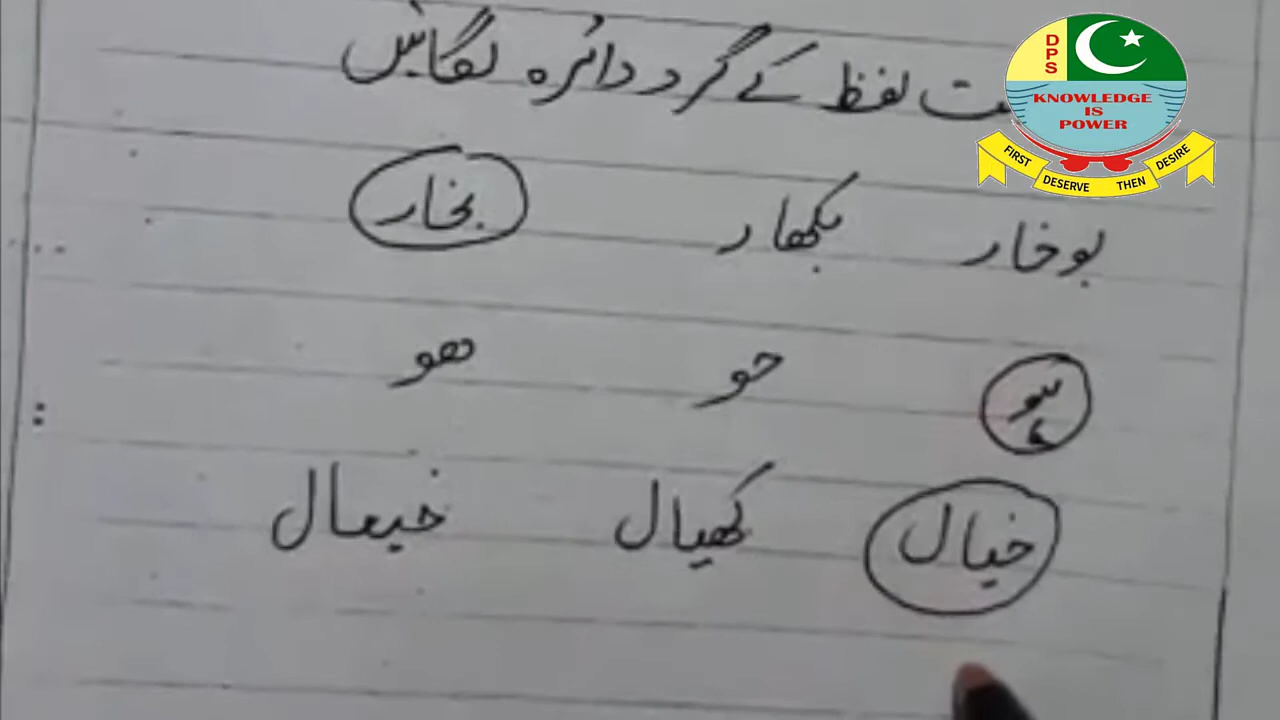 لفظ کے گرد دائرہ لگائیں
بوخار بکھار بخار
ہو حو ھو
خیال کھیال خیعال
DPS
KNOWLEDGE
IS
POWER
FIRST DESERVE THEN DESIRE